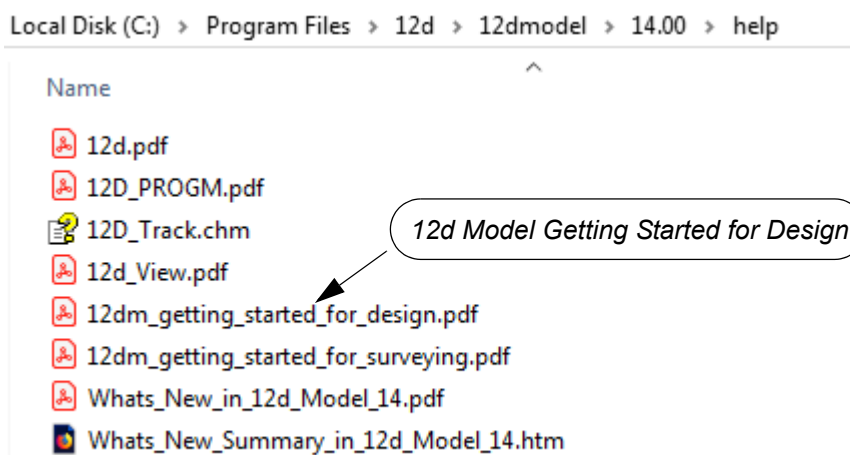 Local Disk (C:) > Program Files > 12d > 12dmodel > 14.00 > help
Name
12d.pdf
12D_PROGM.pdf
12D_Track.chm
12d Model Getting Started for Design
12d_View.pdf
12dm_getting_started_for_design.pdf
12dm_getting_started_for_surveying.pdf
Whats_New_in_12d_Model_14.pdf
Whats_New_Summary_in_12d_Model_14.htm